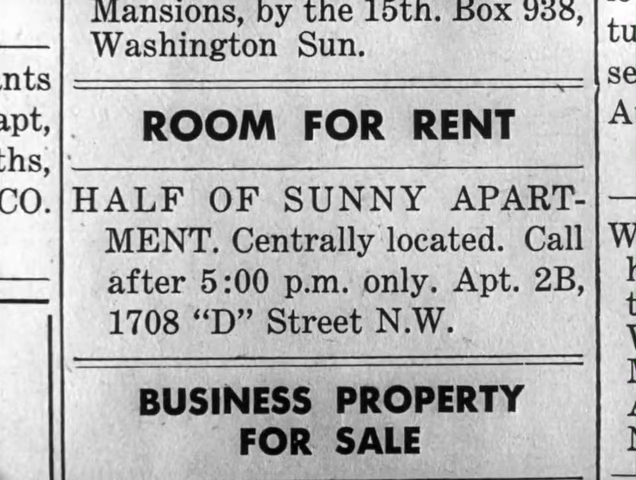 Mansions, by the 15th. Box 938,
Washington Sun.
ROOM FOR RENT
HALF OF SUNNY APART-
MENT. Centrally located. Call
after 5:00 p.m. only. Apt. 2B,
1708 “D” Street N.W.
BUSINESS PROPERTY
FOR SALE
CO.